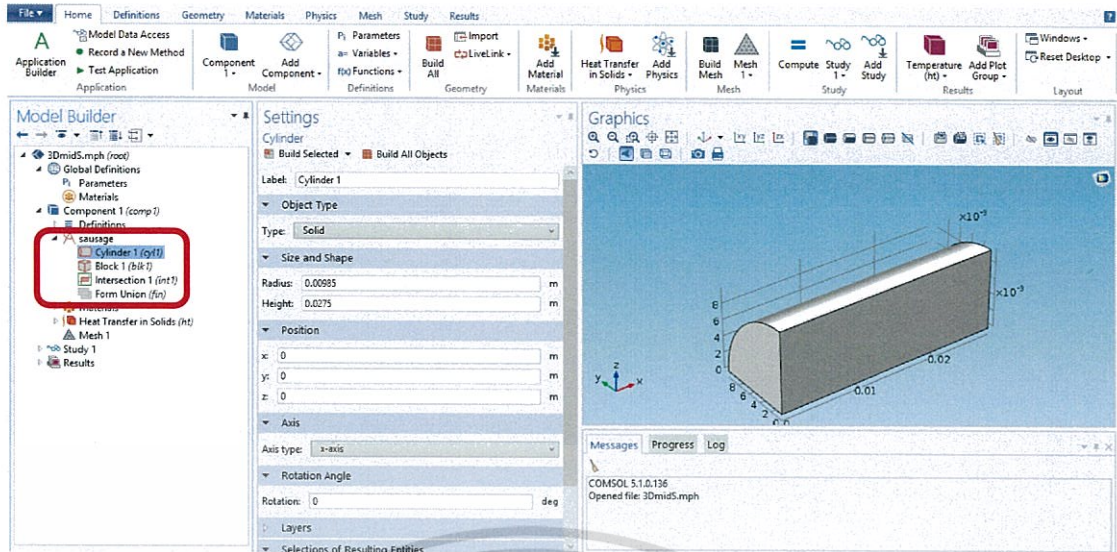 File Home Definitions Geometry Materials Physics Mesh Study Results
Application Builder
Model Data Access
Record a New Method
Test Application
Application
Component 1
Add Component
Model
Pi Parameters
a= Variables
f(x) Functions
Definitions
Build All
Import
LiveLink
Geometry
Add Material
Materials
Heat Transfer in Solids
Add Physics
Physics
Build Mesh
Mesh 1
Mesh
Compute
Study 1
Add Study
Study
Temperature (ht)
Add Plot Group
Results
Windows
Reset Desktop
Layout
Model Builder
3DmidS.mph (root)
Global Definitions
Pi Parameters
Materials
Component 1 (comp1)
Definitions
sausage
Cylinder 1 (cyl1)
Block 1 (blk1)
Intersection 1 (int1)
Form Union (fin)
Materials
Heat Transfer in Solids (ht)
Mesh 1
Study 1
Results
Settings
Cylinder
Build Selected Build All Objects
Label: Cylinder 1
Object Type
Type: Solid
Size and Shape
Radius: 0.00985 m
Height: 0.0275 m
Position
x: 0 m
y: 0 m
z: 0 m
Axis
Axis type: x-axis
Rotation Angle
Rotation: 0 deg
Layers
Selections of Resulting Entities
Graphics
×10⁻³
×10⁻³
8
6
4
2
0
8
6
4
2
0.01
0.02
z
y
x
Messages Progress Log
COMSOL 5.1.0.136
Opened file: 3DmidS.mph